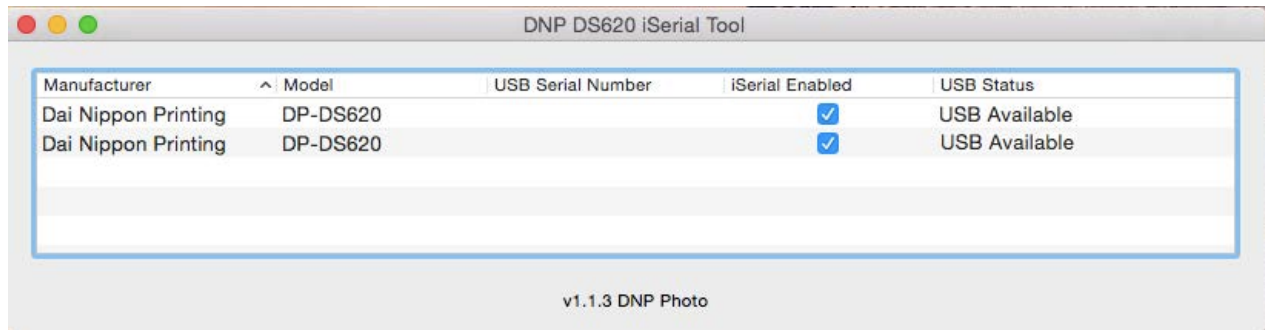 DNP DS620 iSerial Tool
Manufacturer Model USB Serial Number iSerial Enabled USB Status
Dai Nippon Printing DP-DS620 USB Available
Dai Nippon Printing DP-DS620 USB Available
v1.1.3 DNP Photo